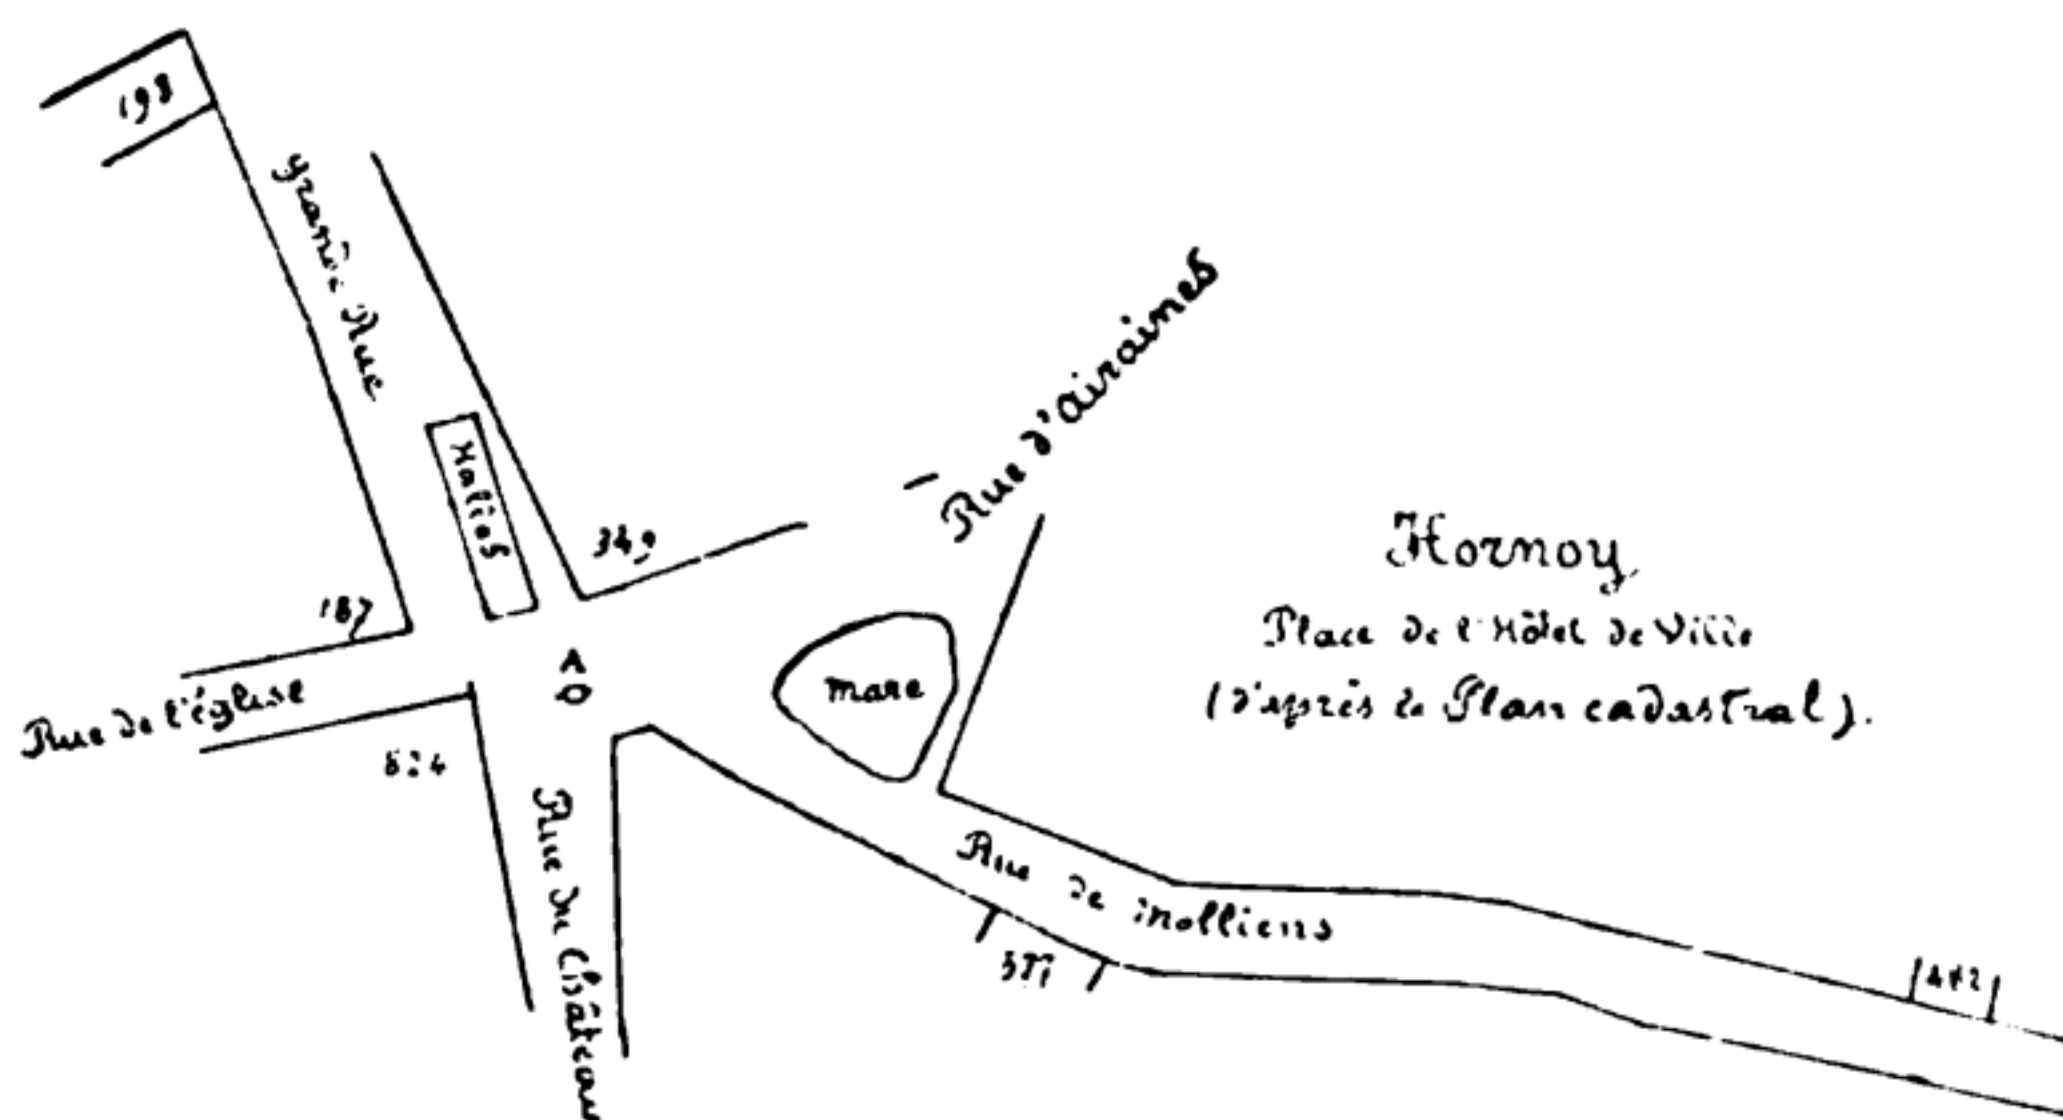 198
Grande Rue
Halles
349
Rue d'airaines
187
Rue de l'église
A
mare
Hornoy
Place de l'Hôtel de Ville
(d'après le Plan cadastral).
Rue du Château
Rue de Molliens